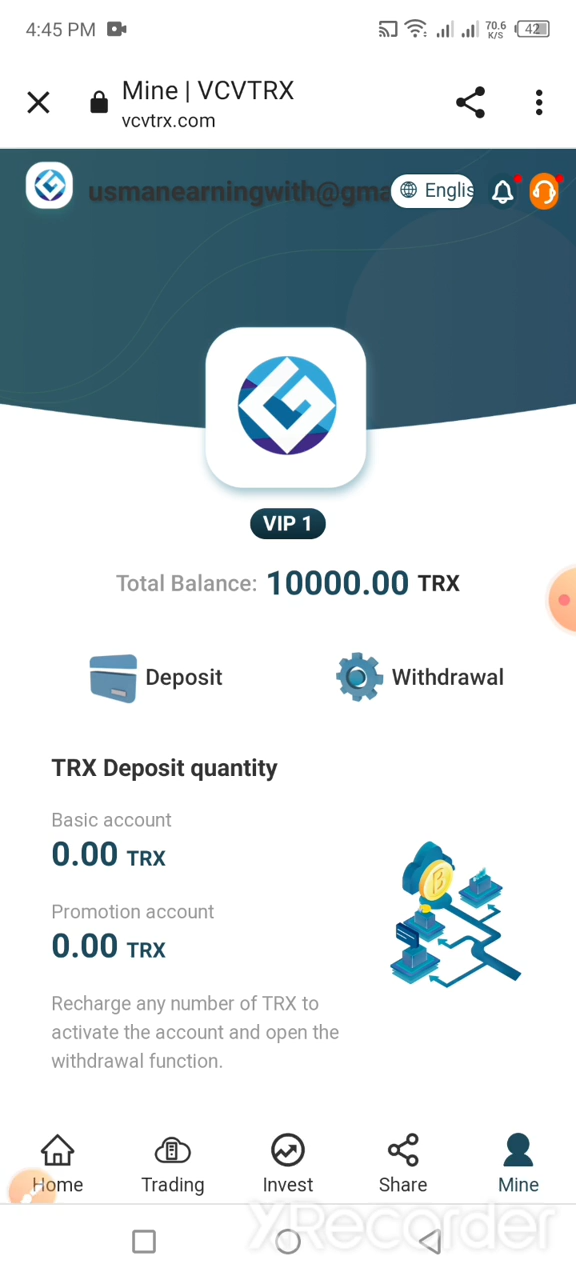 4:45 PM
70.6
K/S
42
Mine | VCVTRX
vcvtrx.com
usmanearningwith@gma
Englis
VIP 1
Total Balance: 10000.00 TRX
Deposit
Withdrawal
TRX Deposit quantity
Basic account
0.00 TRX
Promotion account
0.00 TRX
Recharge any number of TRX to
activate the account and open the
withdrawal function.
Home
Trading
Invest
Share
Mine
XRecorder